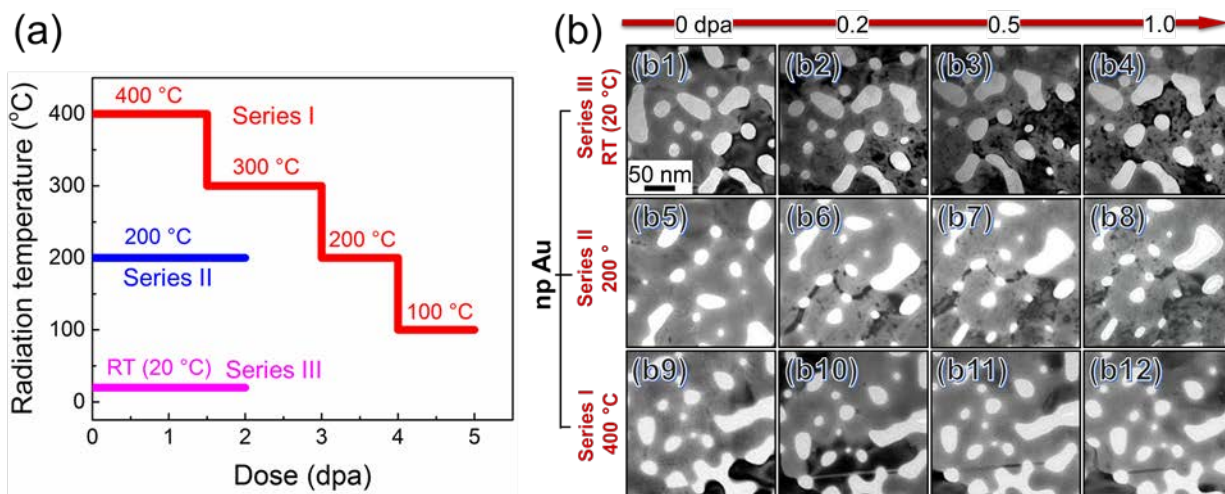 (a)
400 °C
Series I
300 °C
200 °C
200 °C
Series II
100 °C
RT (20 °C) Series III
Radiation temperature (°C)
400
300
200
100
0
0 1 2 3 4 5
Dose (dpa)
(b)
0 dpa 0.2 0.5 1.0
np Au
Series III
RT (20 °C)
(b1) (b2) (b3) (b4)
50 nm
Series II
200 °
(b5) (b6) (b7) (b8)
Series I
400 °C
(b9) (b10) (b11) (b12)